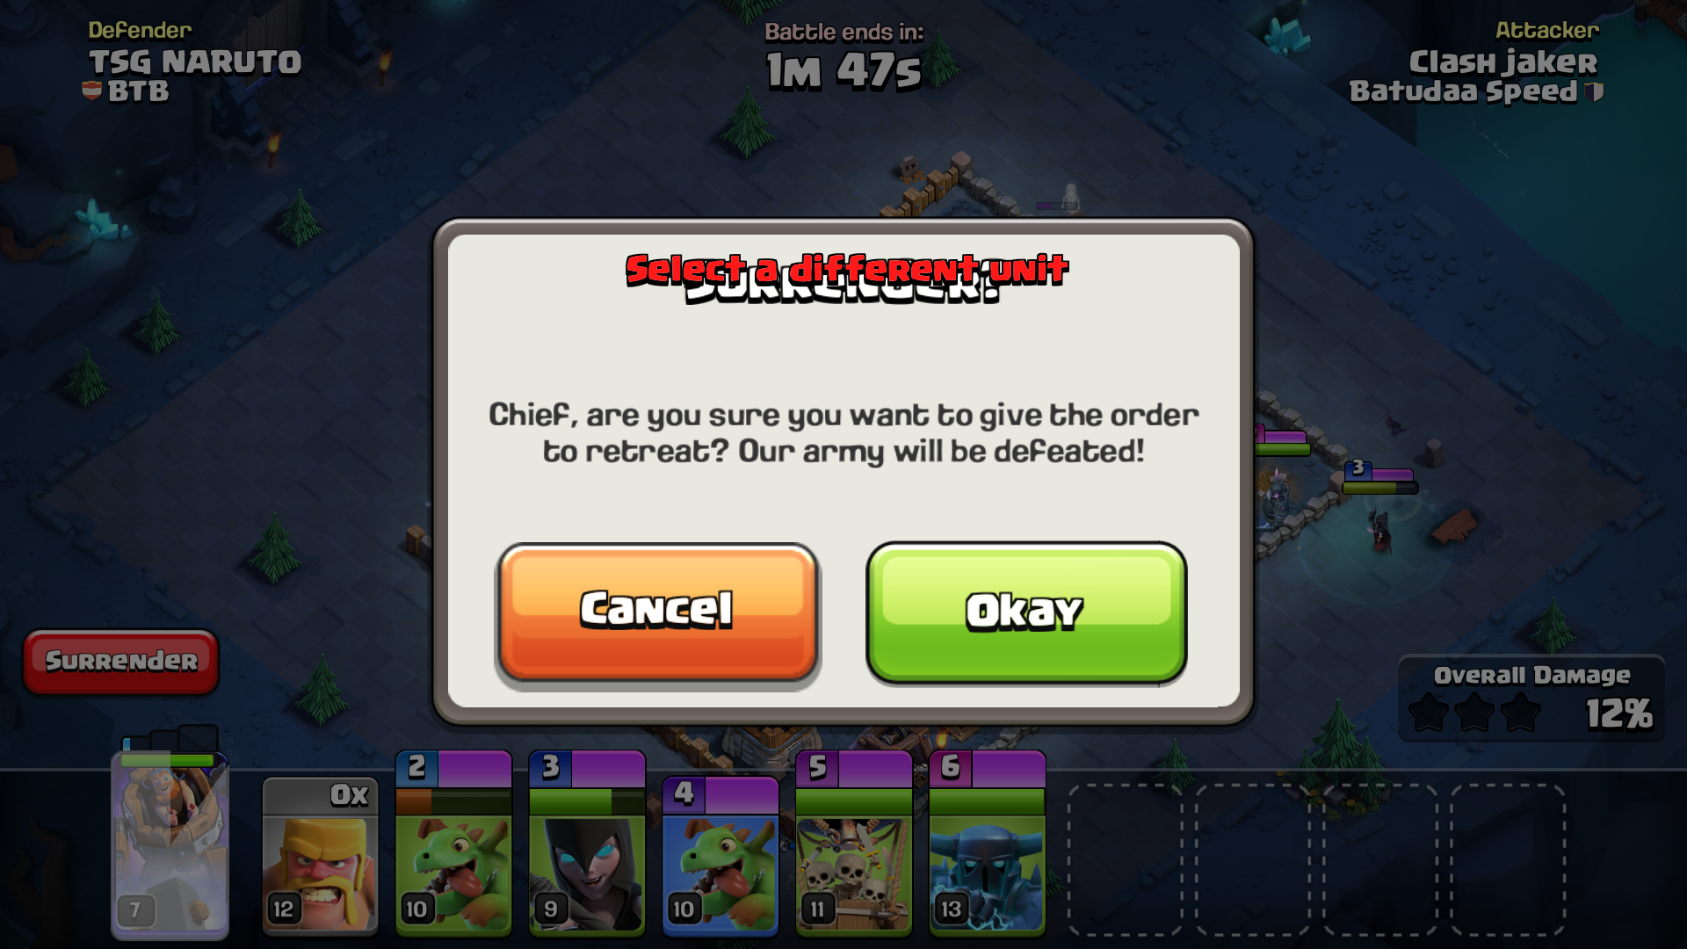 Defender
TSG NARUTO
BTB
Battle ends in:
1M 47s
Attacker
Clash jaker
Batudaa Speed
Select a different unit
SURRENDER?
Chief, are you sure you want to give the order
to retreat? Our army will be defeated!
Cancel
Okay
3
Surrender
Overall Damage
12%
0x
2
3
4
5
6
7
12
10
9
10
11
13